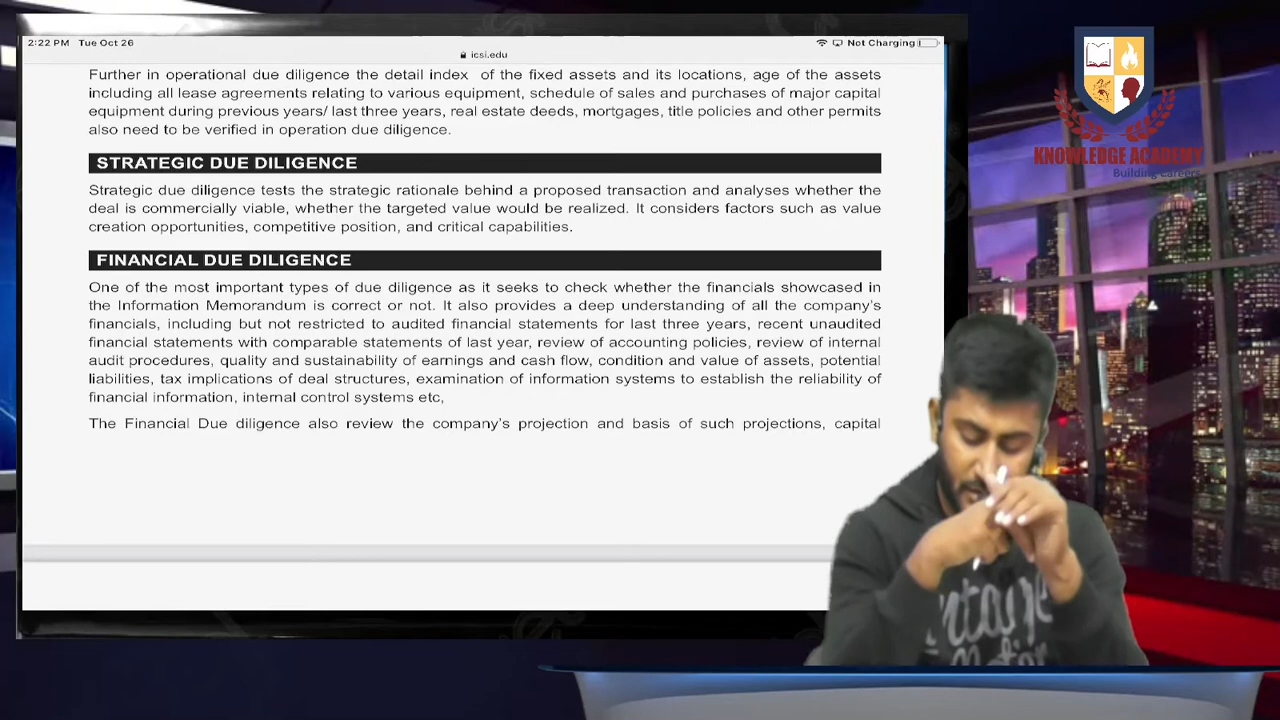 2:22 PM Tue Oct 26
Not Charging
icsi.edu
Further in operational due diligence the detail index of the fixed assets and its locations, age of the assets
including all lease agreements relating to various equipment, schedule of sales and purchases of major capital
equipment during previous years/ last three years, real estate deeds, mortgages, title policies and other permits
also need to be verified in operation due diligence.
STRATEGIC DUE DILIGENCE
Strategic due diligence tests the strategic rationale behind a proposed transaction and analyses whether the
deal is commercially viable, whether the targeted value would be realized. It considers factors such as value
creation opportunities, competitive position, and critical capabilities.
FINANCIAL DUE DILIGENCE
One of the most important types of due diligence as it seeks to check whether the financials showcased in
the Information Memorandum is correct or not. It also provides a deep understanding of all the company's
financials, including but not restricted to audited financial statements for last three years, recent unaudited
financial statements with comparable statements of last year, review of accounting policies, review of internal
audit procedures, quality and sustainability of earnings and cash flow, condition and value of assets, potential
liabilities, tax implications of deal structures, examination of information systems to establish the reliability of
financial information, internal control systems etc,
The Financial Due diligence also review the company's projection and basis of such projections, capital
KNOWLEDGE ACADEMY
Building Careers